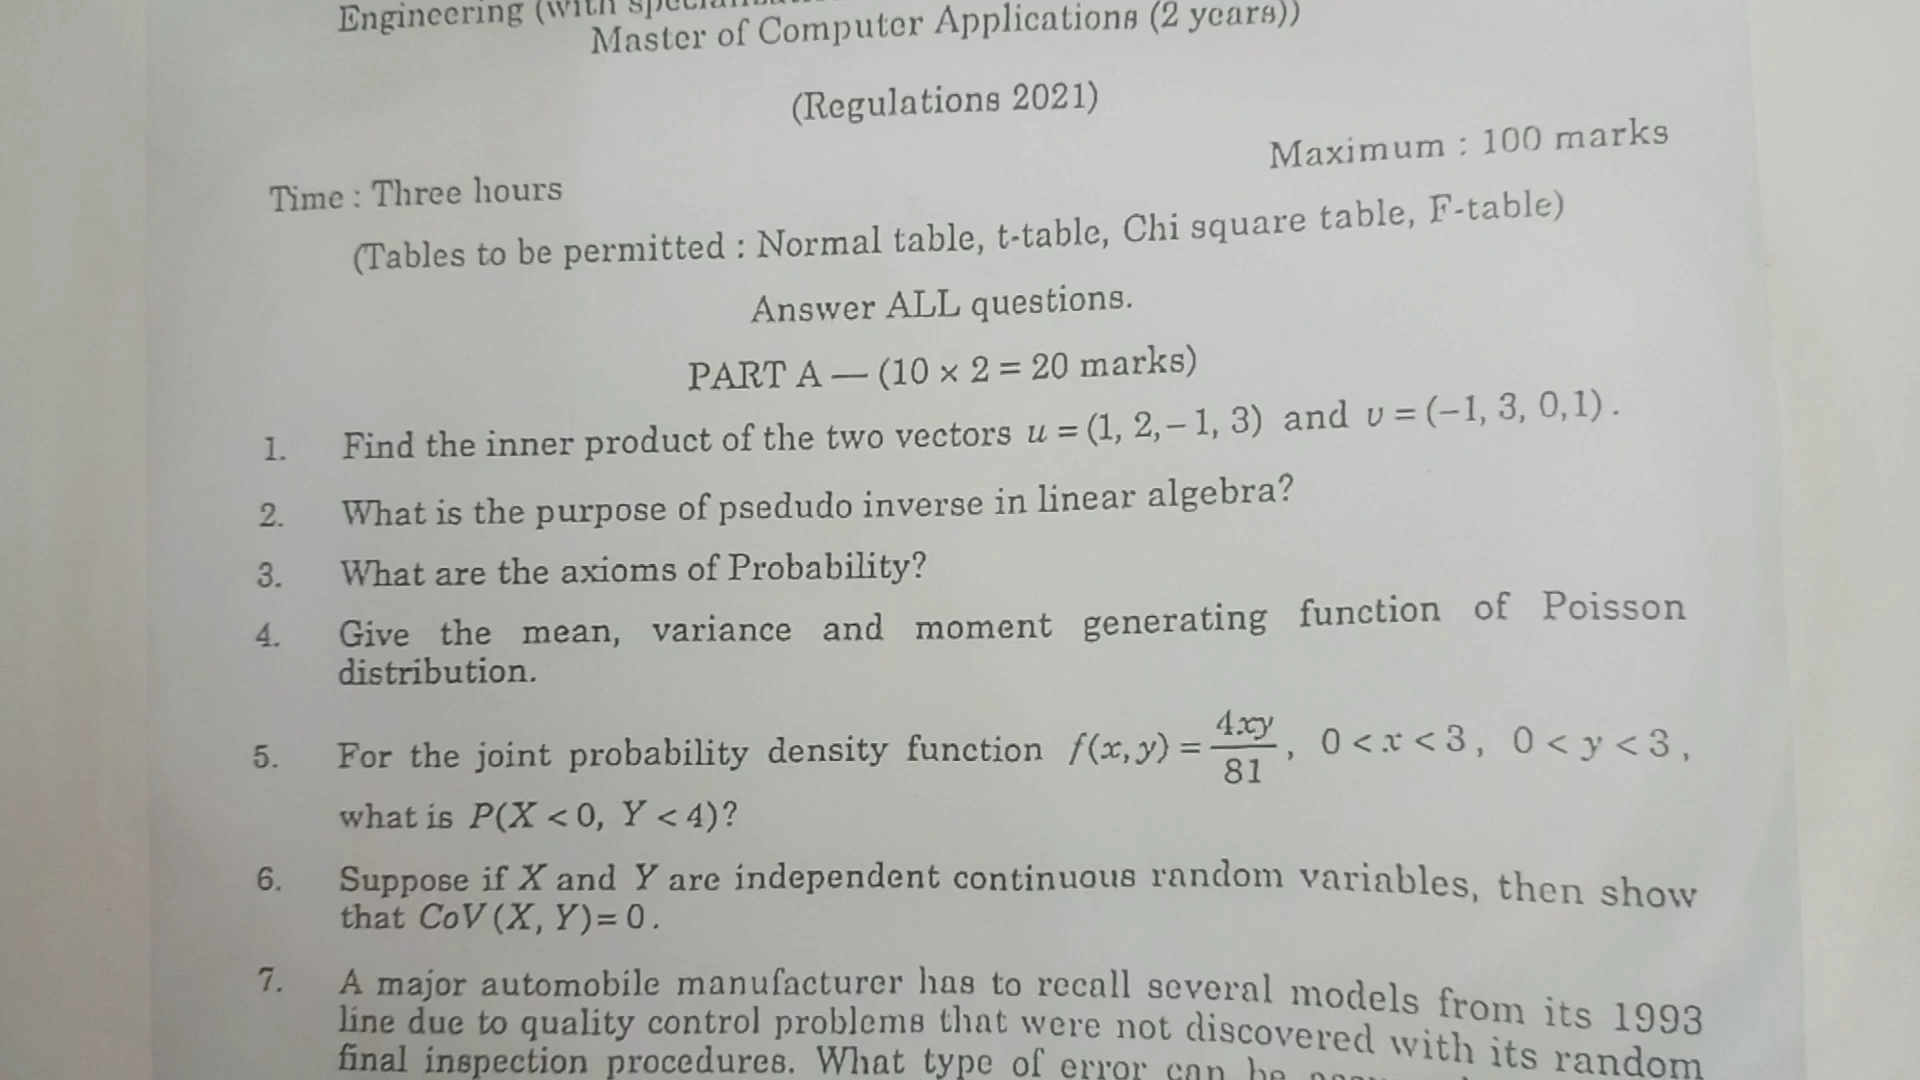 Engineering (with
Master of Computer Applications (2 years))
(Regulations 2021)
Time : Three hours
Maximum : 100 marks
(Tables to be permitted : Normal table, t-table, Chi square table, F-table)
Answer ALL questions.
PART A — (10 × 2 = 20 marks)
1. Find the inner product of the two vectors u = (1, 2,– 1, 3) and υ = (–1, 3, 0,1) .
2. What is the purpose of psedudo inverse in linear algebra?
3. What are the axioms of Probability?
4. Give the mean, variance and moment generating function of Poisson
distribution.
5. For the joint probability density function f(x,y) = 4xy/81 , 0 < x < 3 , 0 < y < 3 ,
what is P(X < 0, Y < 4)?
6. Suppose if X and Y are independent continuous random variables, then show
that CoV (X, Y)= 0 .
7. A major automobile manufacturer has to recall several models from its 1993
line due to quality control problems that were not discovered with its random
final inspection procedures. What type of error can be